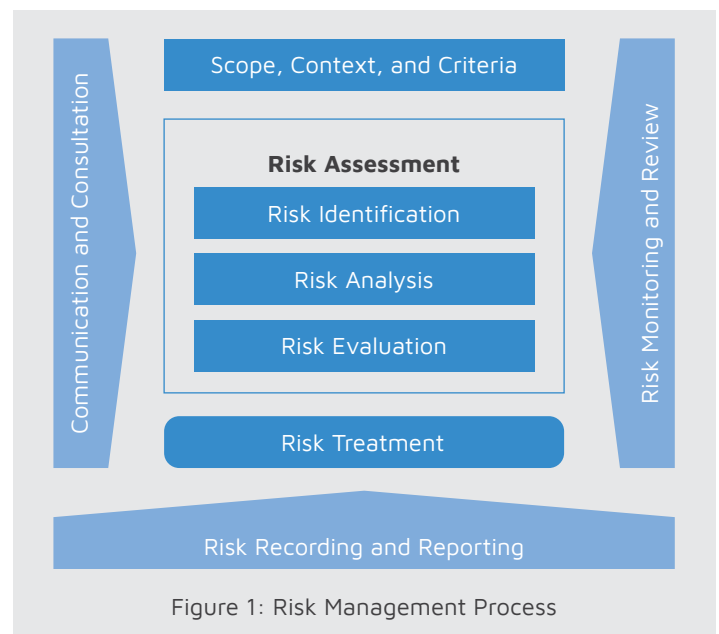 Scope, Context, and Criteria
Communication and Consultation
Risk Assessment
Risk Identification
Risk Analysis
Risk Evaluation
Risk Monitoring and Review
Risk Treatment
Risk Recording and Reporting
Figure 1: Risk Management Process